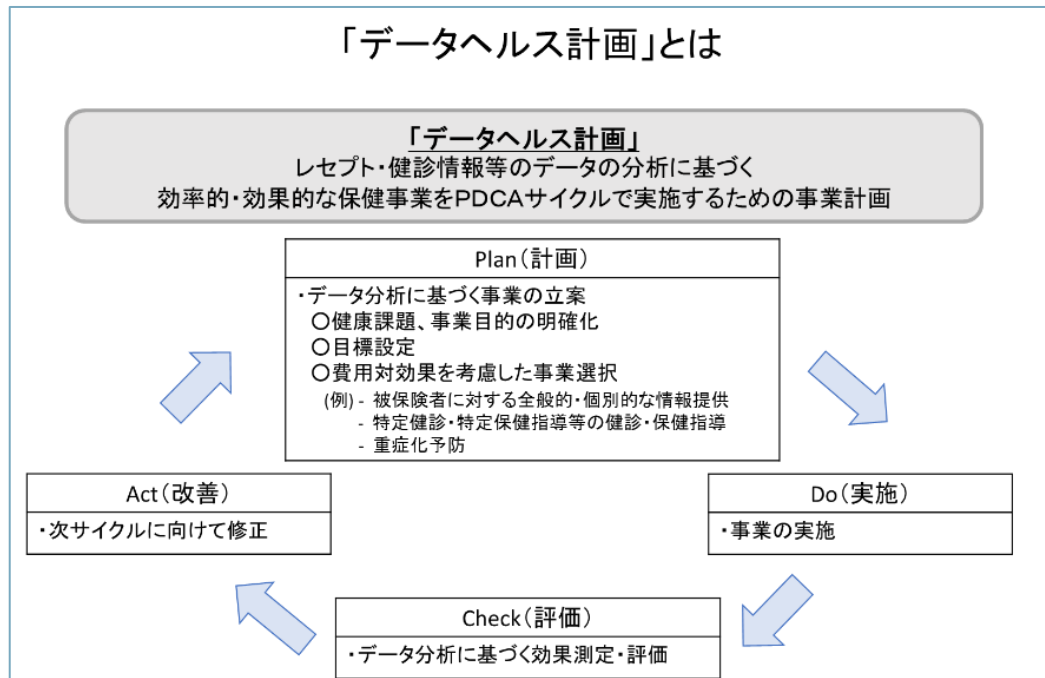 「データヘルス計画」とは
「データヘルス計画」
レセプト・健診情報等のデータの分析に基づく
効率的・効果的な保健事業をPDCAサイクルで実施するための事業計画
Plan(計画)
・データ分析に基づく事業の立案
〇健康課題、事業目的の明確化
〇目標設定
〇費用対効果を考慮した事業選択
(例) - 被保険者に対する全般的・個別的な情報提供
- 特定健診・特定保健指導等の健診・保健指導
- 重症化予防
Act(改善)
・次サイクルに向けて修正
Do(実施)
・事業の実施
Check(評価)
・データ分析に基づく効果測定・評価